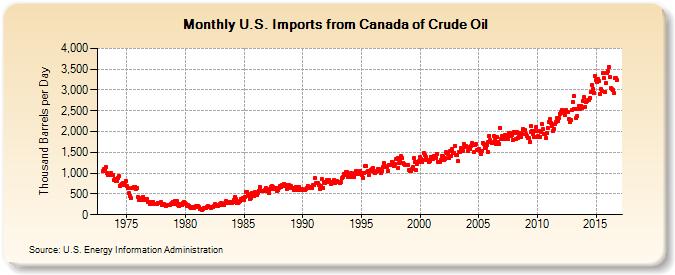 Monthly U.S. Imports from Canada of Crude Oil
Thousand Barrels per Day
4,000
3,500
3,000
2,500
2,000
1,500
1,000
500
0
1975 1980 1985 1990 1995 2000 2005 2010 2015
Source: U.S. Energy Information Administration